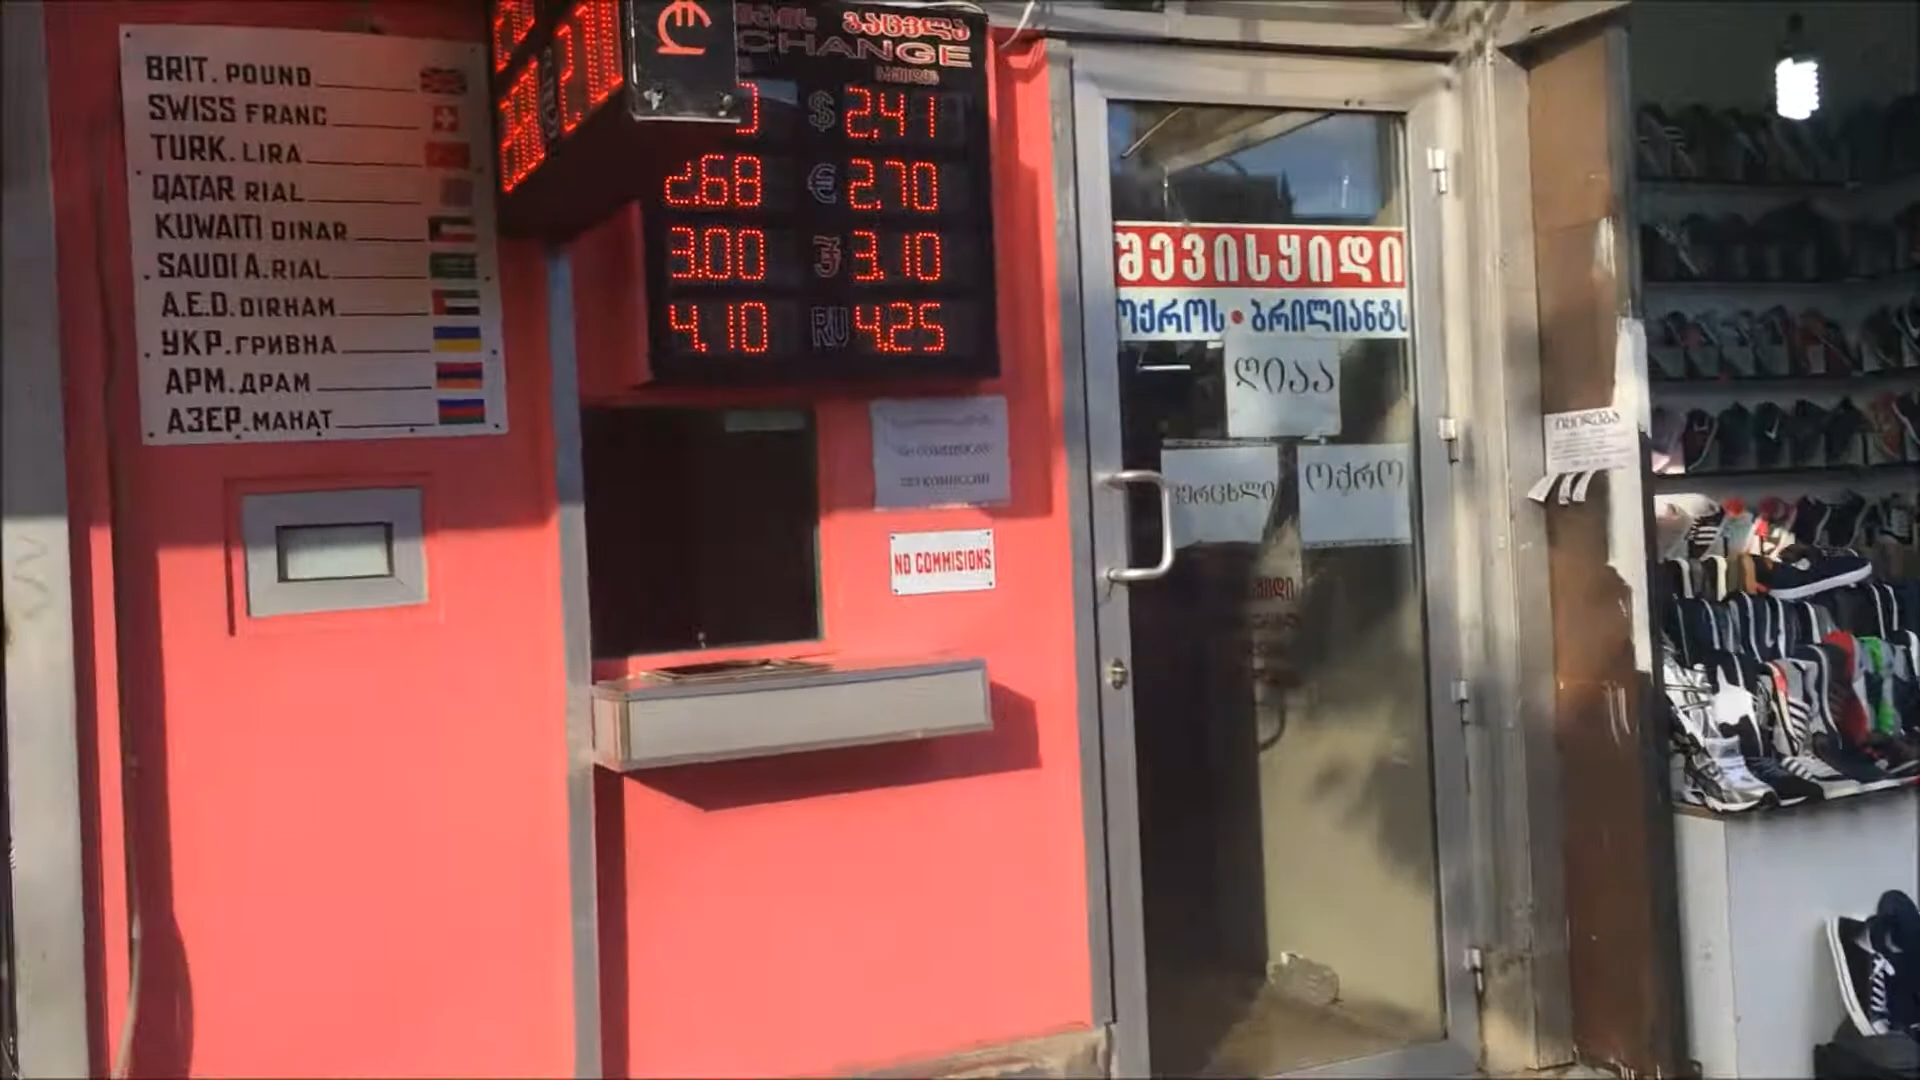 BRIT. POUND
SWISS FRANC
TURK. LIRA
QATAR RIAL
KUWAITI DINAR
SAUDI A. RIAL
A.E.D. DIRHAM
УКР. ГРИВНА
АРМ. ДРАМ
АЗЕР. МАНАТ
₾
CHANGE
$ 2.41
2.68 € 2.70
3.00 3.10
4.10 RU 4.25
NO COMMISIONS
შევისყიდი
ოქროს • ბრილიანტს
ღიაა
ვერცხლი
ოქრო
იყიდება